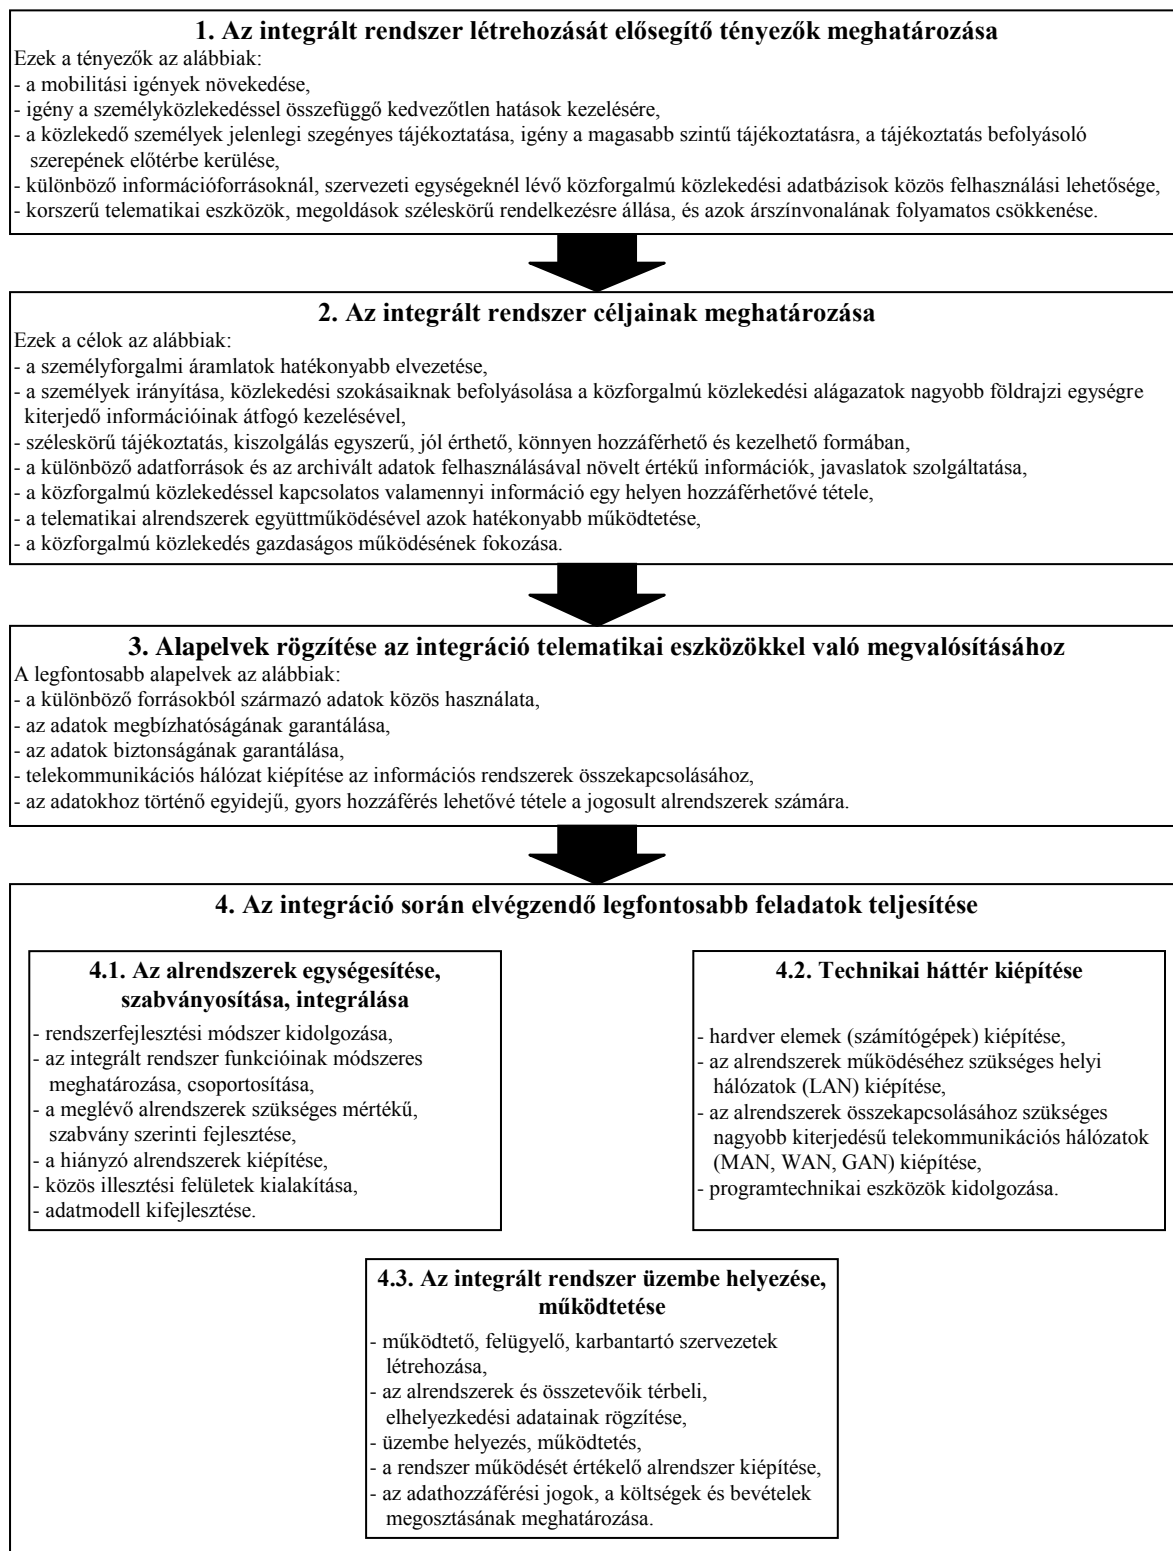 1. Az integrált rendszer létrehozását elősegítő tényezők meghatározása
Ezek a tényezők az alábbiak:
- a mobilitási igények növekedése,
- igény a személyközlekedéssel összefüggő kedvezőtlen hatások kezelésére,
- a közlekedő személyek jelenlegi szegényes tájékoztatása, igény a magasabb szintű tájékoztatásra, a tájékoztatás befolyásoló
szerepének előtérbe kerülése,
- különböző információforrásoknál, szervezeti egységeknél lévő közforgalmú közlekedési adatbázisok közös felhasználási lehetősége,
- korszerű telematikai eszközök, megoldások széleskörű rendelkezésre állása, és azok árszínvonalának folyamatos csökkenése.
2. Az integrált rendszer céljainak meghatározása
Ezek a célok az alábbiak:
- a személyforgalmi áramlatok hatékonyabb elvezetése,
- a személyek irányítása, közlekedési szokásaiknak befolyásolása a közforgalmú közlekedési alágazatok nagyobb földrajzi egységre
kiterjedő információinak átfogó kezelésével,
- széleskörű tájékoztatás, kiszolgálás egyszerű, jól érthető, könnyen hozzáférhető és kezelhető formában,
- a különböző adatforrások és az archivált adatok felhasználásával növelt értékű információk, javaslatok szolgáltatása,
- a közforgalmú közlekedéssel kapcsolatos valamennyi információ egy helyen hozzáférhetővé tétele,
- a telematikai alrendszerek együttműködésével azok hatékonyabb működtetése,
- a közforgalmú közlekedés gazdaságos működésének fokozása.
3. Alapelvek rögzítése az integráció telematikai eszközökkel való megvalósításához
A legfontosabb alapelvek az alábbiak:
- a különböző forrásokból származó adatok közös használata,
- az adatok megbízhatóságának garantálása,
- az adatok biztonságának garantálása,
- telekommunikációs hálózat kiépítése az információs rendszerek összekapcsolásához,
- az adatokhoz történő egyidejű, gyors hozzáférés lehetővé tétele a jogosult alrendszerek számára.
4. Az integráció során elvégzendő legfontosabb feladatok teljesítése
4.1. Az alrendszerek egységesítése,
szabványosítása, integrálása
- rendszerfejlesztési módszer kidolgozása,
- az integrált rendszer funkcióinak módszeres
meghatározása, csoportosítása,
- a meglévő alrendszerek szükséges mértékű,
szabvány szerinti fejlesztése,
- a hiányzó alrendszerek kiépítése,
- közös illesztési felületek kialakítása,
- adatmodell kifejlesztése.
4.2. Technikai háttér kiépítése
- hardver elemek (számítógépek) kiépítése,
- az alrendszerek működéséhez szükséges helyi
hálózatok (LAN) kiépítése,
- az alrendszerek összekapcsolásához szükséges
nagyobb kiterjedésű telekommunikációs hálózatok
(MAN, WAN, GAN) kiépítése,
- programtechnikai eszközök kidolgozása.
4.3. Az integrált rendszer üzembe helyezése,
működtetése
- működtető, felügyelő, karbantartó szervezetek
létrehozása,
- az alrendszerek és összetevőik térbeli,
elhelyezkedési adatainak rögzítése,
- üzembe helyezés, működtetés,
- a rendszer működését értékelő alrendszer kiépítése,
- az adathozzáférési jogok, a költségek és bevételek
megosztásának meghatározása.